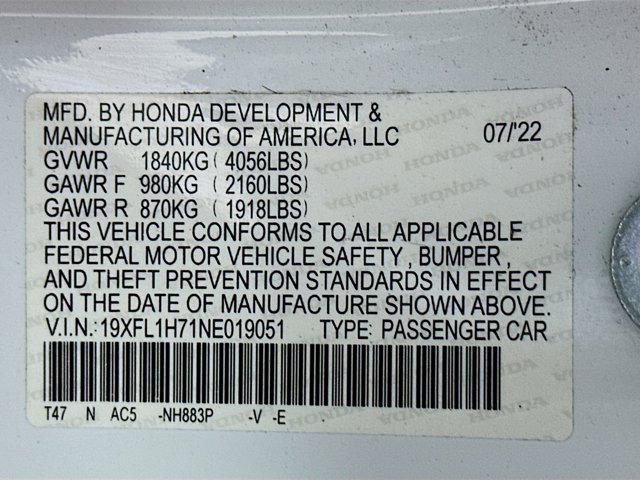 MFD. BY HONDA DEVELOPMENT &
MANUFACTURING OF AMERICA, LLC 07/'22
GVWR 1840KG ( 4056LBS)
GAWR F 980KG ( 2160LBS)
GAWR R 870KG ( 1918LBS)
THIS VEHICLE CONFORMS TO ALL APPLICABLE
FEDERAL MOTOR VEHICLE SAFETY , BUMPER ,
AND THEFT PREVENTION STANDARDS IN EFFECT
ON THE DATE OF MANUFACTURE SHOWN ABOVE.
V.I.N.:19XFL1H71NE019051 TYPE: PASSENGER CAR
T47 N AC5 -NH883P -V -E